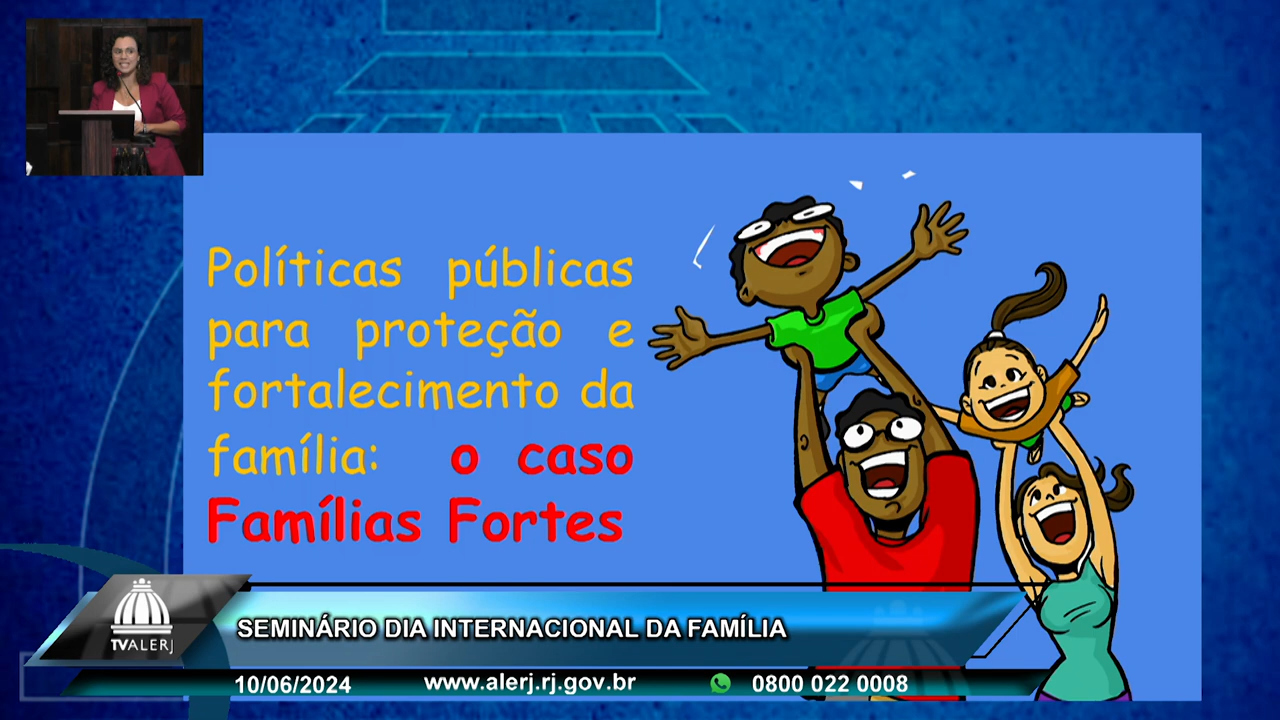 Políticas públicas
para proteção e
fortalecimento da
família: o caso
Famílias Fortes
TVALERJ
SEMINÁRIO DIA INTERNACIONAL DA FAMÍLIA
10/06/2024 www.alerj.rj.gov.br 0800 022 0008